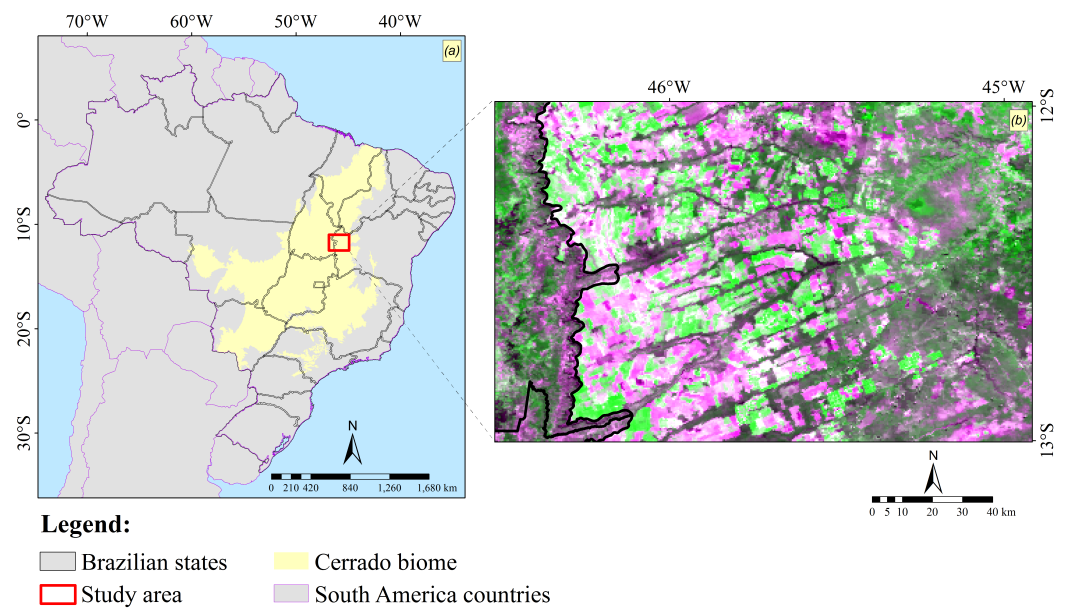 70°W 60°W 50°W 40°W
(a)
46°W 45°W
(b)
12°S
0°
10°S
20°S
30°S
13°S
N
0 210 420 840 1,260 1,680 km
N
0 5 10 20 30 40 km
Legend:
Brazilian states Cerrado biome
Study area South America countries